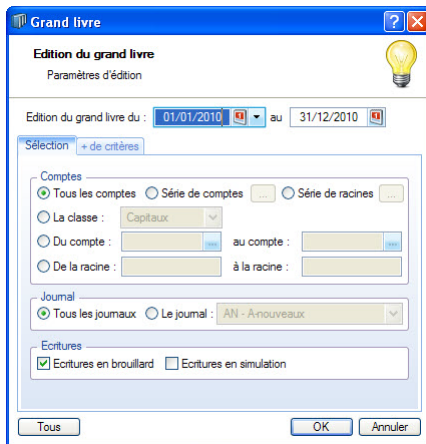 Grand livre
Edition du grand livre
Paramètres d'édition
Edition du grand livre du : 01/01/2010 au 31/12/2010
Sélection + de critères
Comptes
Tous les comptes Série de comptes ... Série de racines ...
La classe : Capitaux
Du compte : ... au compte : ...
De la racine : à la racine :
Journal
Tous les journaux Le journal : AN - A-nouveaux
Ecritures
Ecritures en brouillard Ecritures en simulation
Tous OK Annuler